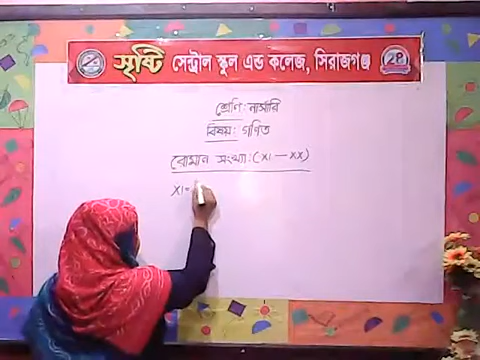 সৃষ্টি সেন্ট্রাল স্কুল এন্ড কলেজ, সিরাজগঞ্জ
শ্রেণি: নার্সারি
বিষয়: গণিত
রোমান সংখ্যা: (XI — XX)
XI=